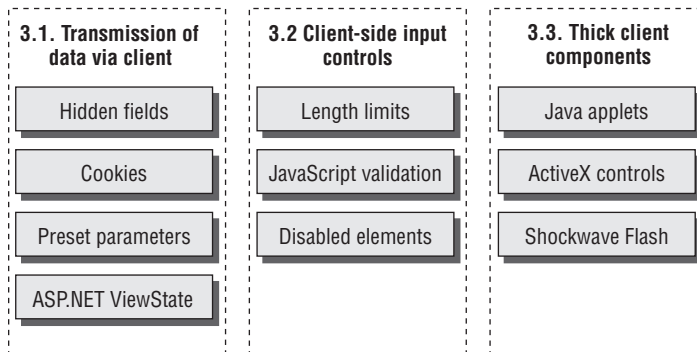 3.1. Transmission of
data via client
Hidden fields
Cookies
Preset parameters
ASP.NET ViewState
3.2 Client-side input
controls
Length limits
JavaScript validation
Disabled elements
3.3. Thick client
components
Java applets
ActiveX controls
Shockwave Flash